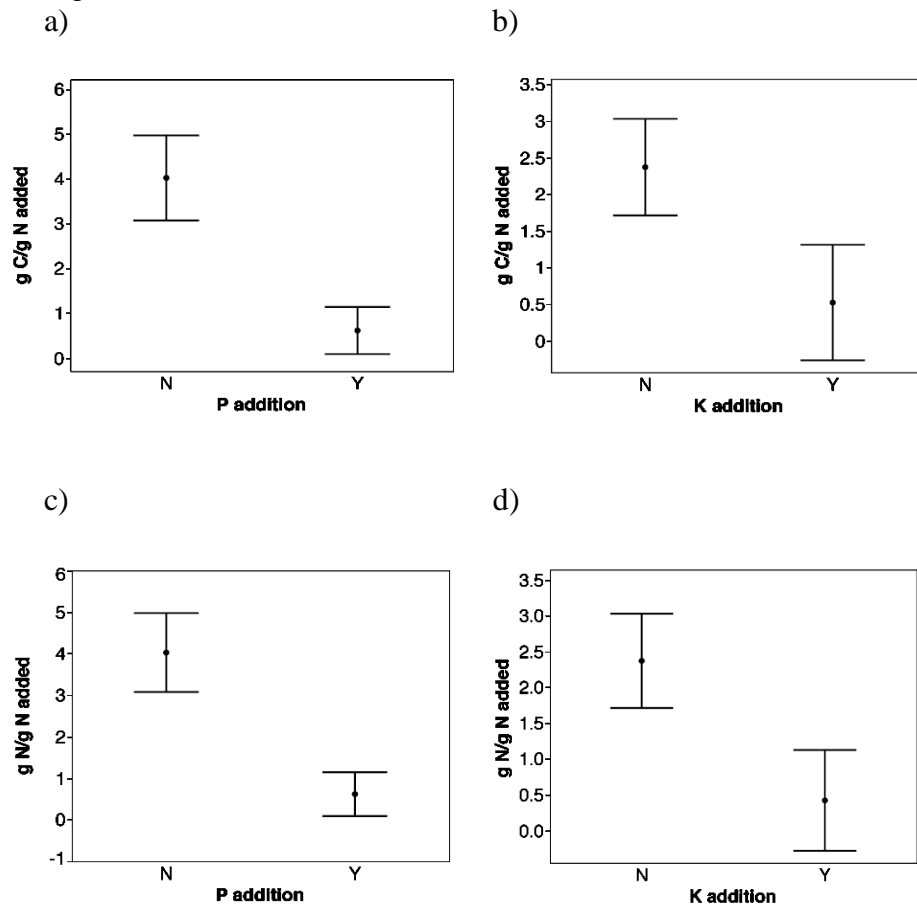 a)
6
5
4
3
2
1
0
g C/g N added
N Y
P addition
b)
3.5
3
2.5
2
1.5
1
0.5
0
g C/g N added
N Y
K addition
c)
6
5
4
3
2
1
0
-1
g N/g N added
N Y
P addition
d)
3.5
3.0
2.5
2.0
1.5
1.0
0.5
0.0
g N/g N added
N Y
K addition